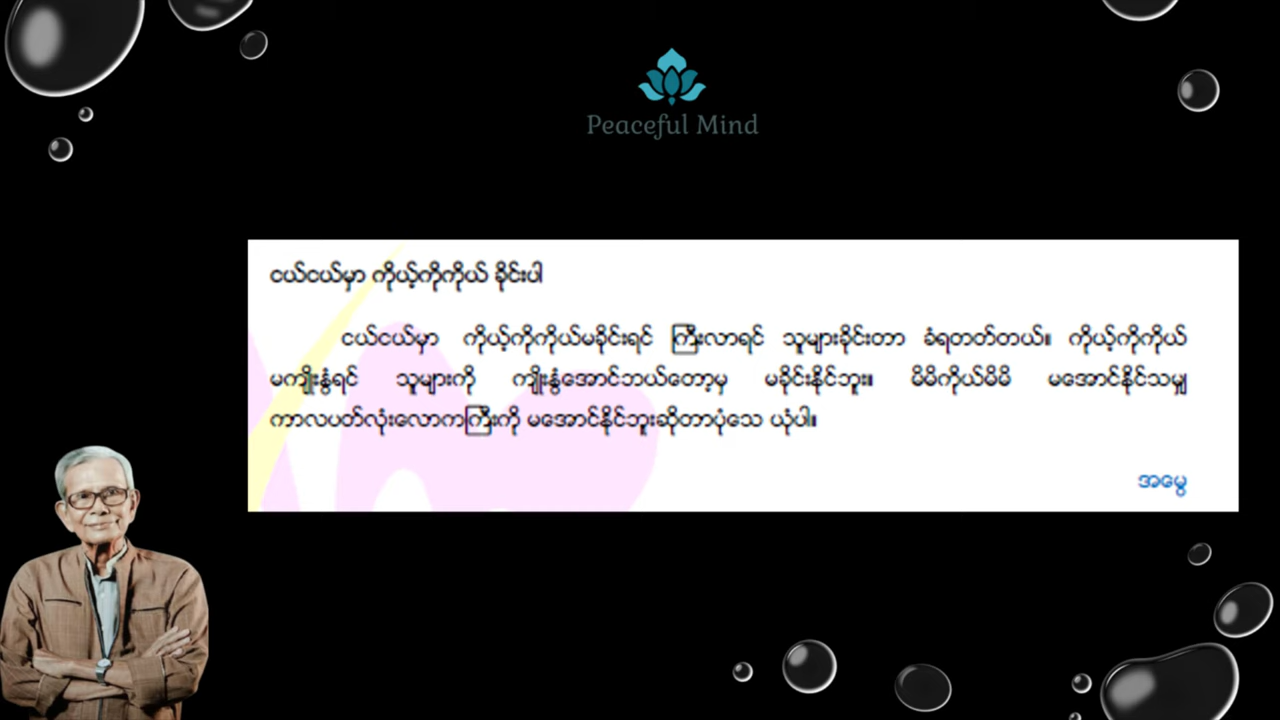 Peaceful Mind
ငယ်ငယ်မှာ ကိုယ့်ကိုကိုယ် ခိုင်းပါ
ငယ်ငယ်မှာ ကိုယ့်ကိုကိုယ်မခိုင်းရင် ကြီးလာရင် သူများခိုင်းတာ ခံရတတ်တယ်။ ကိုယ့်ကိုကိုယ်
မကျိုးနွံရင် သူများကို ကျိုးနွံအောင်ဘယ်တော့မှ မခိုင်းနိုင်ဘူး။ မိမိကိုယ်မိမိ မအောင်နိုင်သမျှ
ကာလပတ်လုံးလောကကြီးကို မအောင်နိုင်ဘူးဆိုတာပုံသေ ယုံပါ။
အမွေ